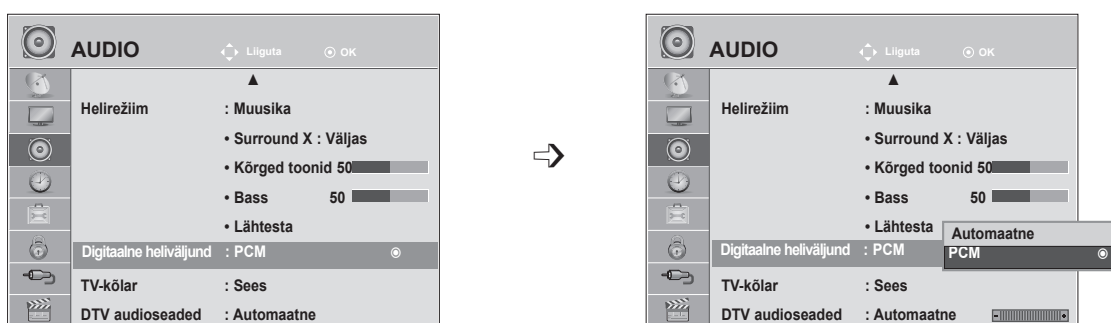 AUDIO Liiguta OK
Helirežiim : Muusika
• Surround X : Väljas
• Kõrged toonid 50
• Bass 50
• Lähtesta
Digitaalne heliväljund : PCM
TV-kõlar : Sees
DTV audioseaded : Automaatne
AUDIO Liiguta OK
Helirežiim : Muusika
• Surround X : Väljas
• Kõrged toonid 50
• Bass 50
• Lähtesta
Automaatne
Digitaalne heliväljund : PCM PCM
TV-kõlar : Sees
DTV audioseaded : Automaatne